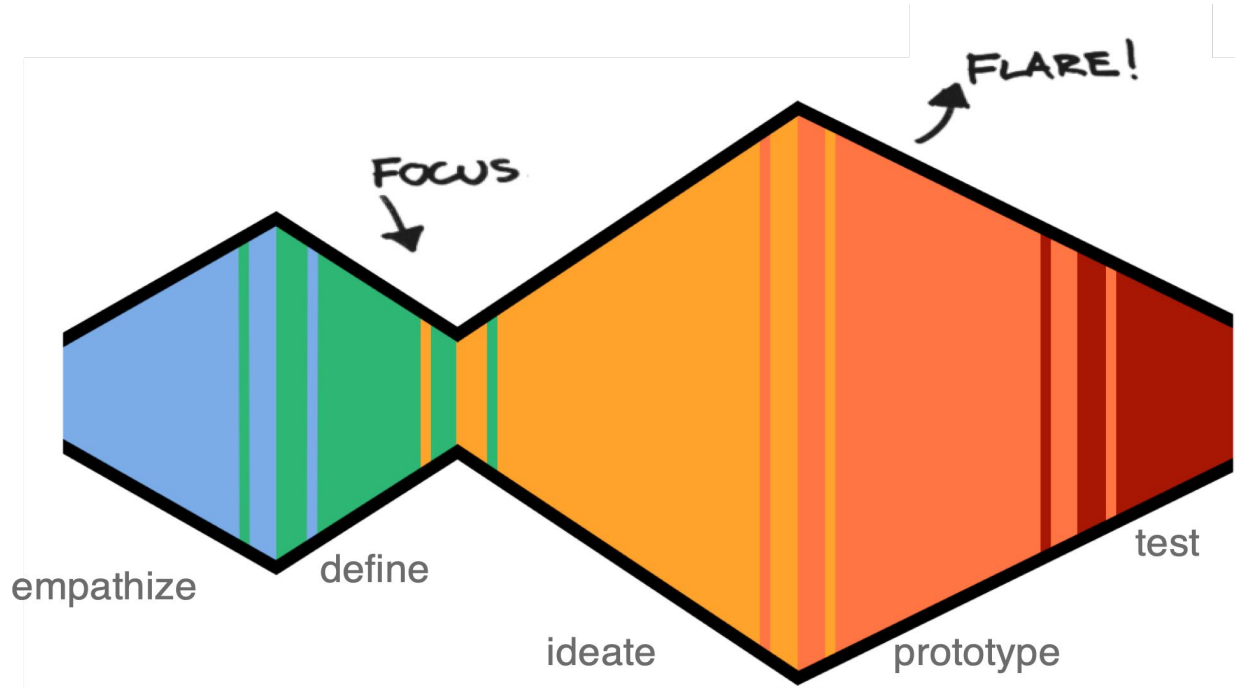 FLARE!
FOCUS
empathize
define
ideate
prototype
test